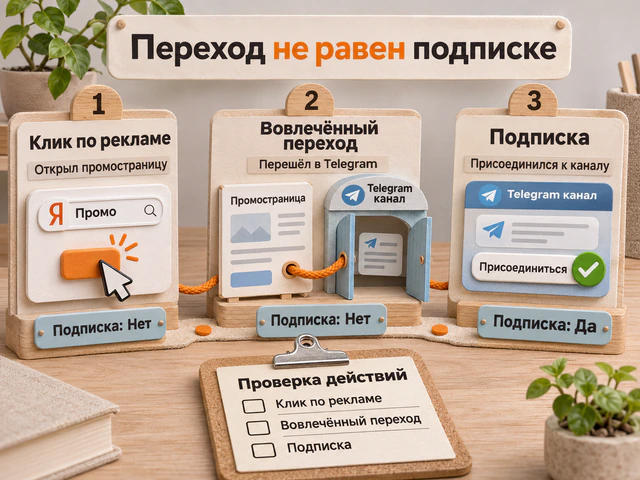 Переход не равен подписке
1
Клик по рекламе
Открыл промостраницу
Я Промо
Подписка: Нет
2
Вовлечённый
переход
Перешёл в Telegram
Промостраница
Telegram
канал
Подписка: Нет
3
Подписка
Присоединился к каналу
Telegram канал
Присоединиться
Подписка: Да
Проверка действий
Клик по рекламе
Вовлечённый переход
Подписка